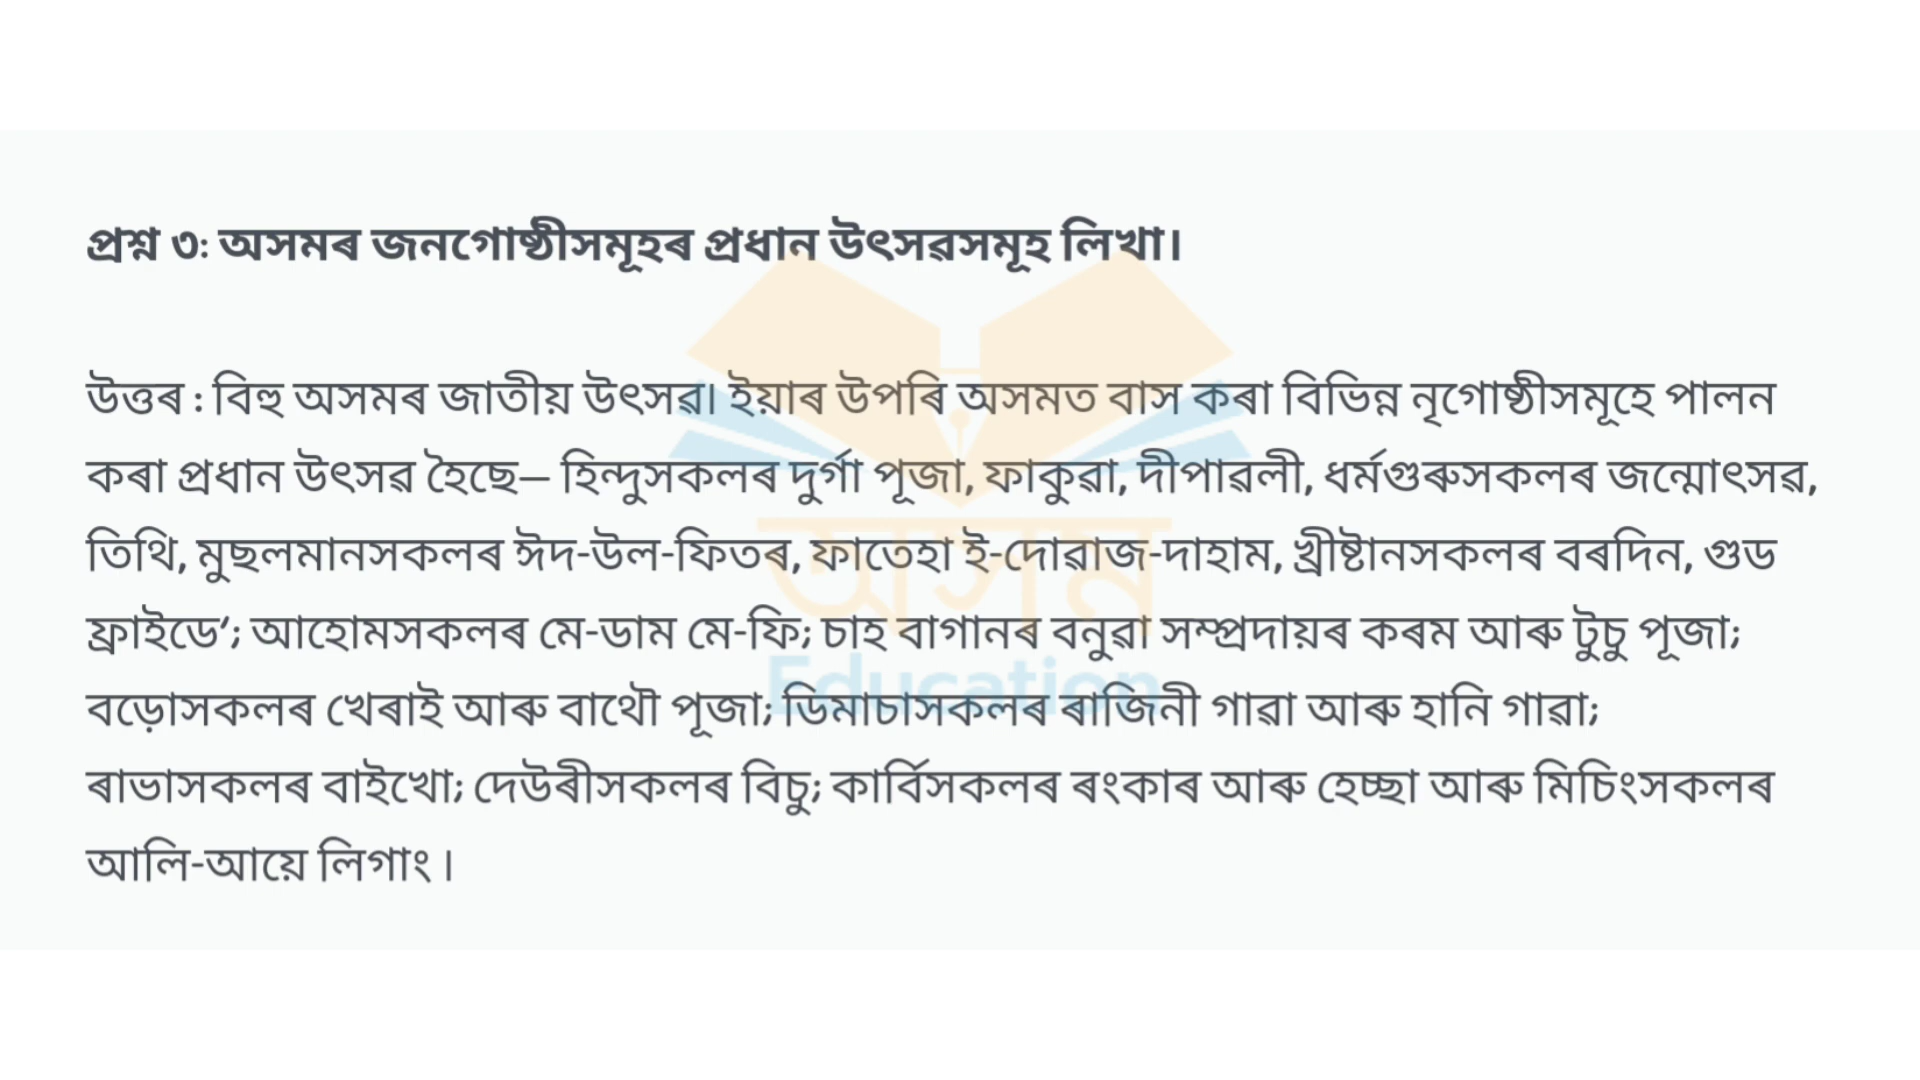 প্ৰশ্ন ৩: অসমৰ জনগোষ্ঠীসমূহৰ প্ৰধান উৎসৱসমূহ লিখা।
উত্তৰ : বিহু অসমৰ জাতীয় উৎসৱ। ইয়াৰ উপৰি অসমত বাস কৰা বিভিন্ন নৃগোষ্ঠীসমূহে পালন
কৰা প্ৰধান উৎসৱ হৈছে— হিন্দুসকলৰ দুৰ্গা পূজা, ফাকুৱা, দীপাৱলী, ধৰ্মগুৰুসকলৰ জন্মোৎসৱ,
তিথি, মুছলমানসকলৰ ঈদ-উল-ফিতৰ, ফাতেহা ই-দোৱাজ-দাহাম, খ্ৰীষ্টানসকলৰ বৰদিন, গুড
ফ্ৰাইডে’; আহোমসকলৰ মে-ডাম মে-ফি; চাহ বাগানৰ বনুৱা সম্প্ৰদায়ৰ কৰম আৰু টুচু পূজা;
বড়োসকলৰ খেৰাই আৰু বাথৌ পূজা; ডিমাচাসকলৰ ৰাজিনী গাৱা আৰু হানি গাৱা;
ৰাভাসকলৰ বাইখো; দেউৰীসকলৰ বিচু; কাৰ্বিসকলৰ ৰংকাৰ আৰু হেচ্ছা আৰু মিচিংসকলৰ
আলি-আয়ে লিগাং ।
অসম
Education